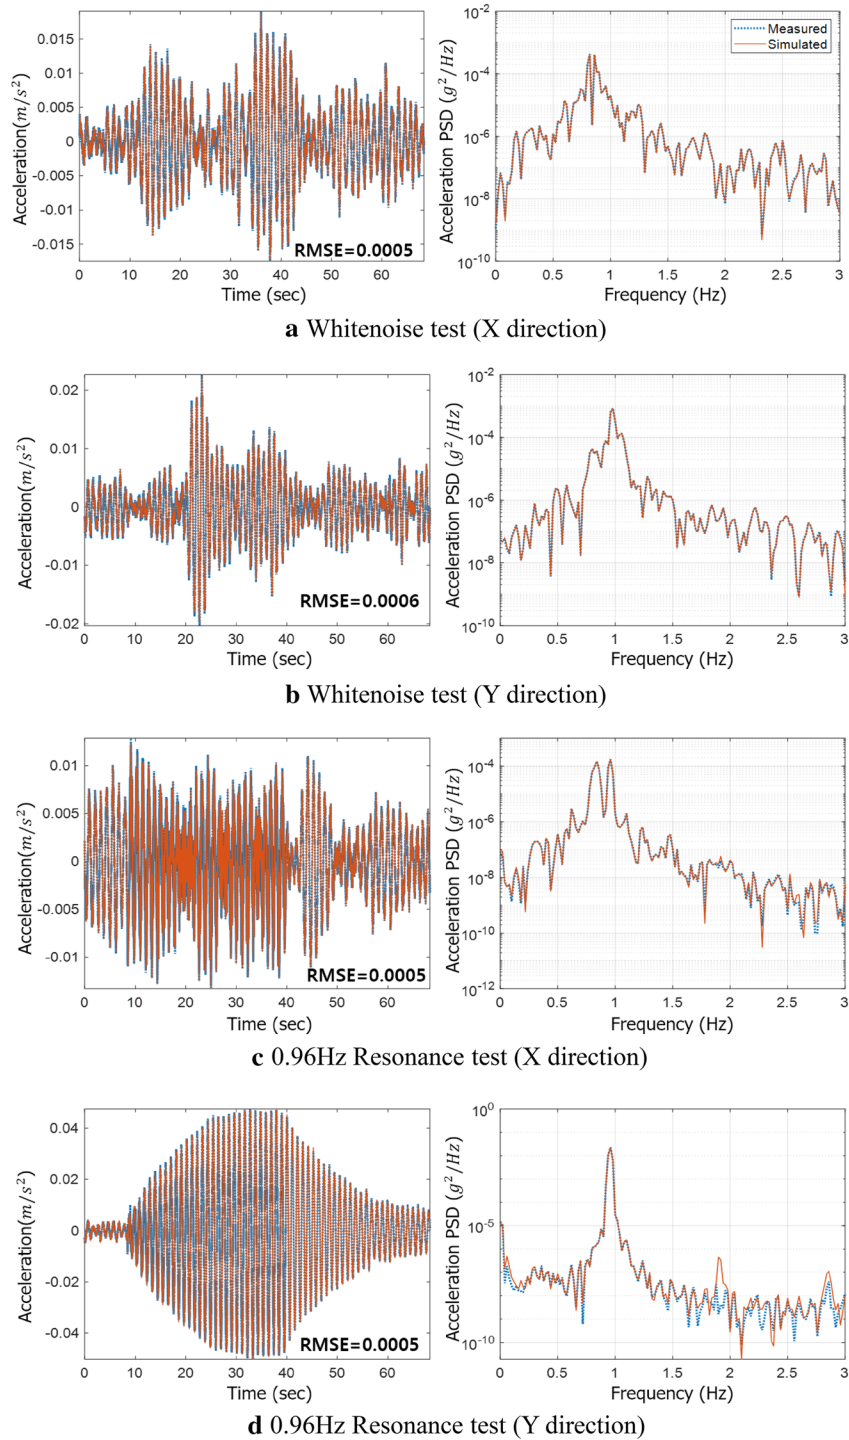 0.015
0.01
0.005
0
-0.005
-0.01
-0.015
Acceleration(m/s²)
RMSE=0.0005
0 10 20 30 40 50 60
Time (sec)
10⁻²
10⁻⁴
10⁻⁶
10⁻⁸
10⁻¹⁰
Acceleration PSD (g²/Hz)
Measured
Simulated
0 0.5 1 1.5 2 2.5 3
Frequency (Hz)
a Whitenoise test (X direction)
0.02
0.01
0
-0.01
-0.02
Acceleration(m/s²)
RMSE=0.0006
0 10 20 30 40 50 60
Time (sec)
10⁻²
10⁻⁴
10⁻⁶
10⁻⁸
10⁻¹⁰
Acceleration PSD (g²/Hz)
0 0.5 1 1.5 2 2.5 3
Frequency (Hz)
b Whitenoise test (Y direction)
0.01
0.005
0
-0.005
-0.01
Acceleration(m/s²)
RMSE=0.0005
0 10 20 30 40 50 60
Time (sec)
10⁻⁴
10⁻⁶
10⁻⁸
10⁻¹⁰
10⁻¹²
Acceleration PSD (g²/Hz)
0 0.5 1 1.5 2 2.5 3
Frequency (Hz)
c 0.96Hz Resonance test (X direction)
0.04
0.02
0
-0.02
-0.04
Acceleration(m/s²)
RMSE=0.0005
0 10 20 30 40 50 60
Time (sec)
10⁰
10⁻⁵
10⁻¹⁰
Acceleration PSD (g²/Hz)
0 0.5 1 1.5 2 2.5 3
Frequency (Hz)
d 0.96Hz Resonance test (Y direction)